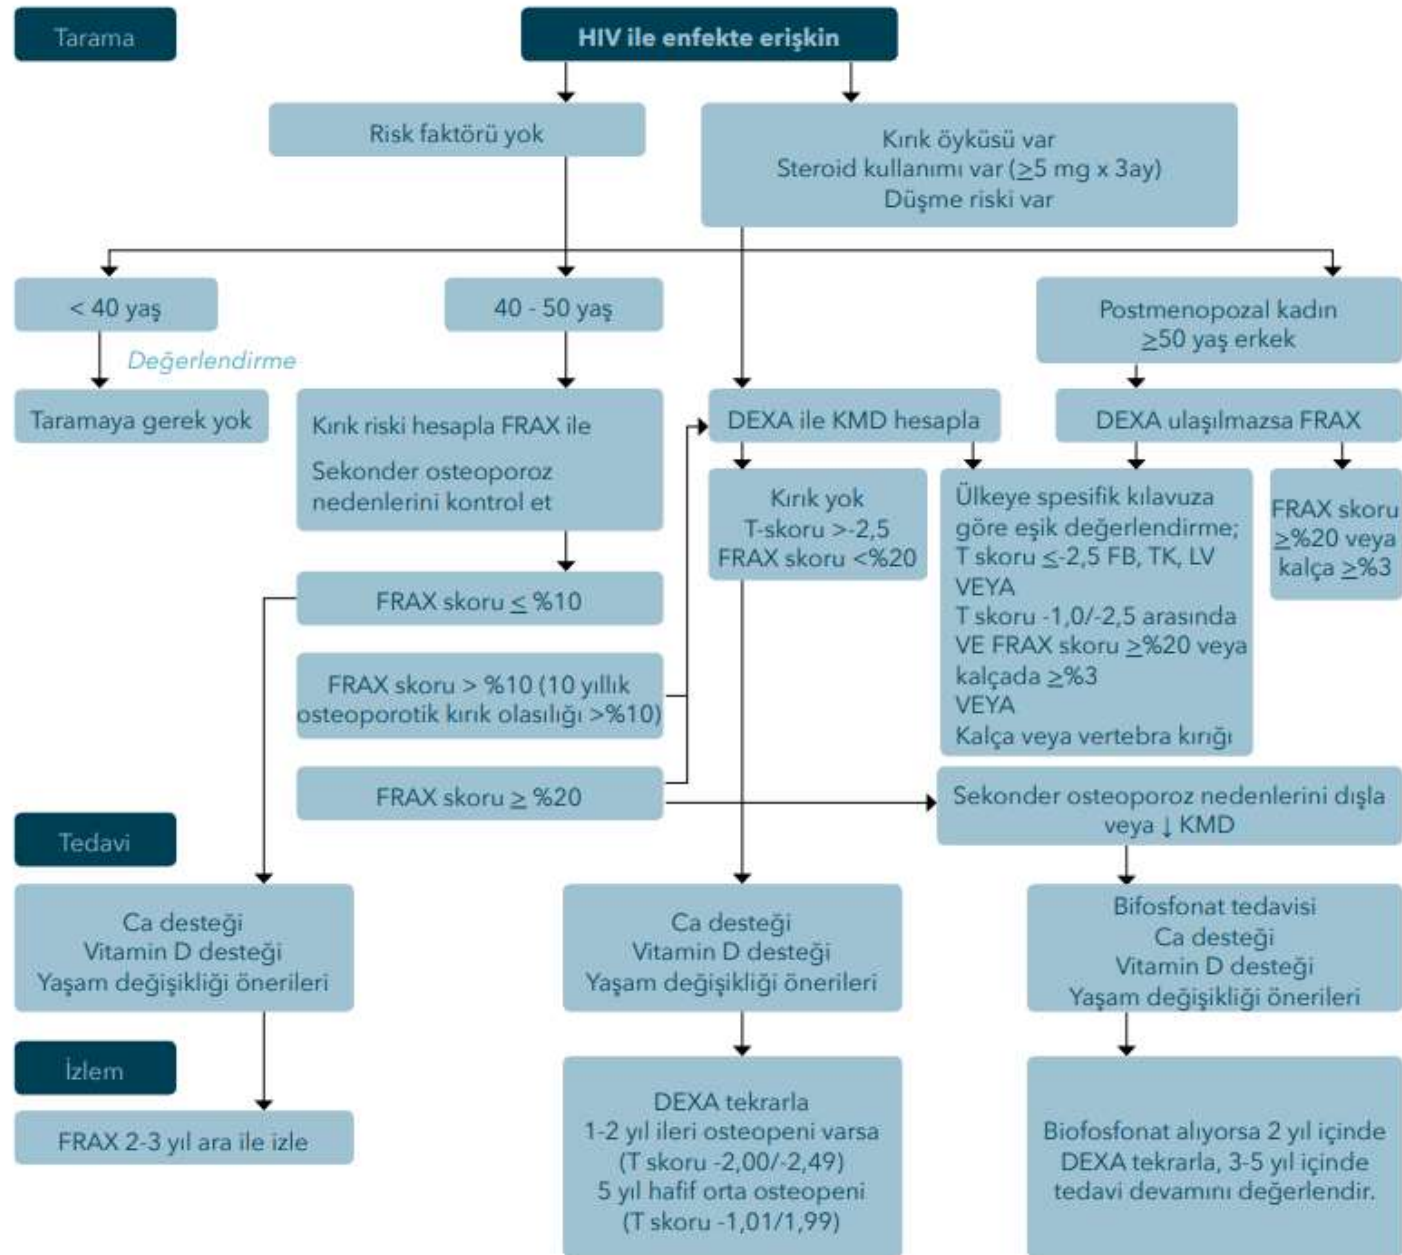 Tarama
HIV ile enfekte erişkin
Risk faktörü yok
Kırık öyküsü var
Steroid kullanımı var (≥5 mg x 3ay)
Düşme riski var
< 40 yaş
40 - 50 yaş
Postmenopozal kadın
≥50 yaş erkek
Değerlendirme
Taramaya gerek yok
Kırık riski hesapla FRAX ile
Sekonder osteoporoz
nedenlerini kontrol et
DEXA ile KMD hesapla
DEXA ulaşılmazsa FRAX
Kırık yok
T-skoru >-2,5
FRAX skoru <%20
Ülkeye spesifik kılavuza
göre eşik değerlendirme;
T skoru ≤-2,5 FB, TK, LV
VEYA
T skoru -1,0/-2,5 arasında
VE FRAX skoru ≥%20 veya
kalçada ≥%3
VEYA
Kalça veya vertebra kırığı
FRAX skoru
≥%20 veya
kalça ≥%3
FRAX skoru ≤ %10
FRAX skoru > %10 (10 yıllık
osteoporotik kırık olasılığı >%10)
FRAX skoru ≥ %20
Sekonder osteoporoz nedenlerini dışla
veya ↓ KMD
Tedavi
Ca desteği
Vitamin D desteği
Yaşam değişikliği önerileri
Ca desteği
Vitamin D desteği
Yaşam değişikliği önerileri
Bifosfonat tedavisi
Ca desteği
Vitamin D desteği
Yaşam değişikliği önerileri
İzlem
FRAX 2-3 yıl ara ile izle
DEXA tekrarla
1-2 yıl ileri osteopeni varsa
(T skoru -2,00/-2,49)
5 yıl hafif orta osteopeni
(T skoru -1,01/1,99)
Biofosfonat alıyorsa 2 yıl içinde
DEXA tekrarla, 3-5 yıl içinde
tedavi devamını değerlendir.